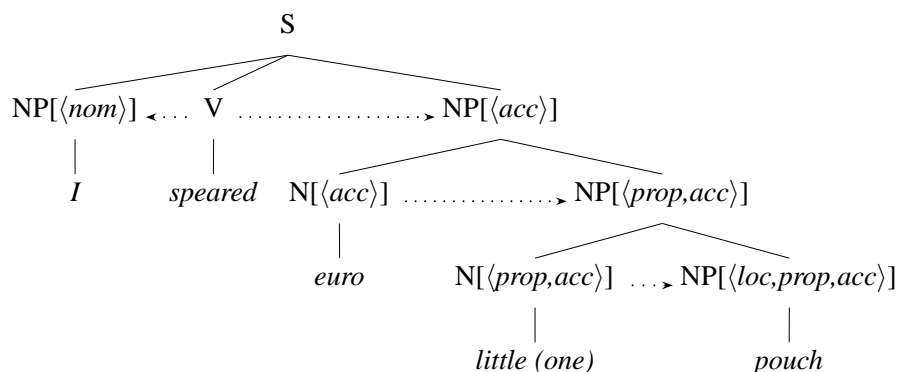 S
NP[⟨nom⟩] V NP[⟨acc⟩]
I speared N[⟨acc⟩] NP[⟨prop,acc⟩]
euro N[⟨prop,acc⟩] NP[⟨loc,prop,acc⟩]
little (one) pouch